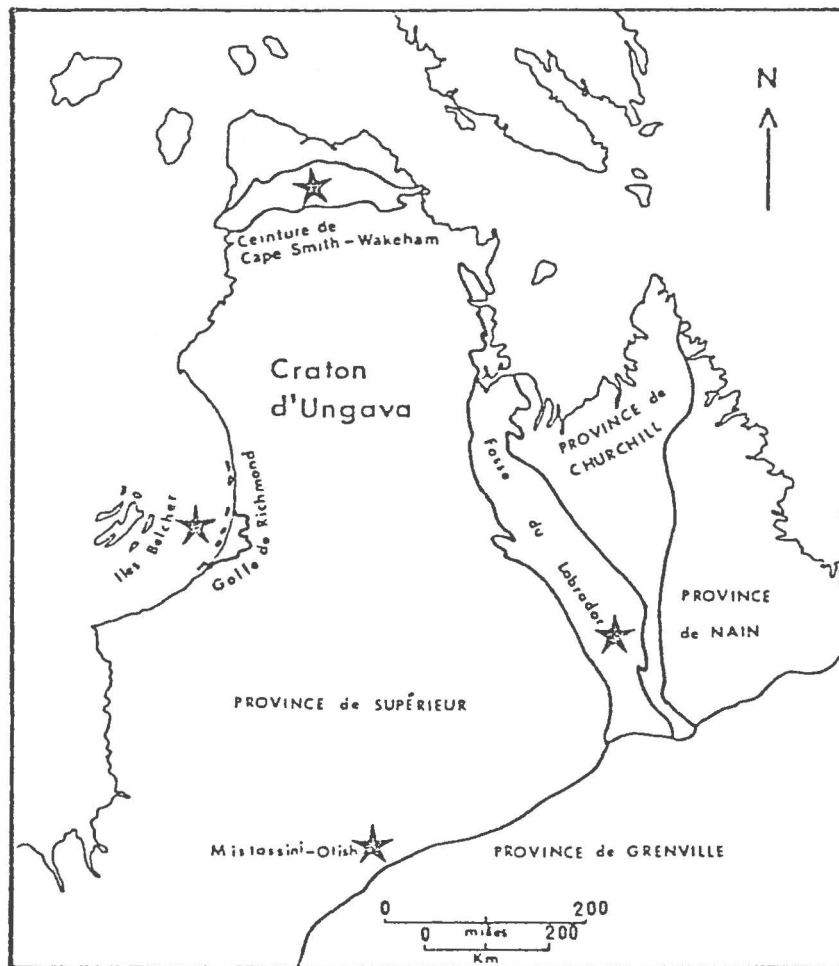 N
Ceinture de
Cape Smith-Wakeham
Craton
d'Ungava
PROVINCE de
CHURCHILL
Fosse
du
Labrador
Iles Belcher
Golfe de Richmond
PROVINCE
de NAIN
PROVINCE de SUPÉRIEUR
Mistassini-Otish
PROVINCE de GRENVILLE
0 200
miles
0 200
Km